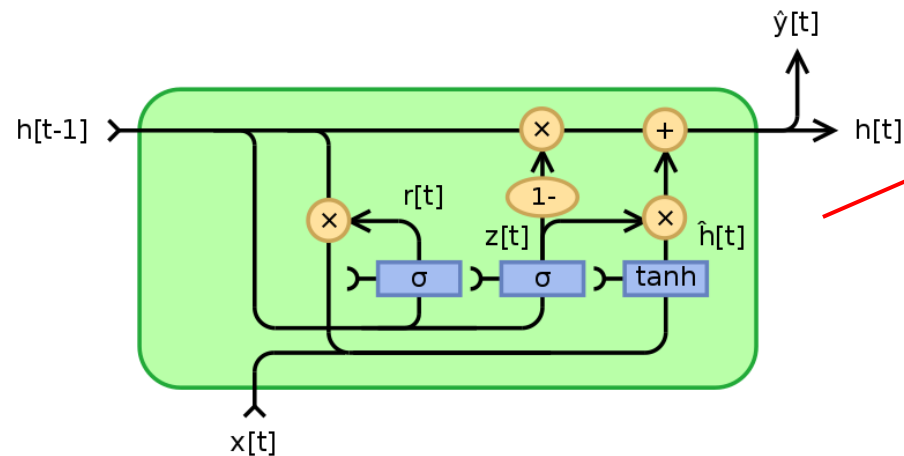 ŷ[t]
h[t-1]
×
+
h[t]
1-
r[t]
×
×
z[t]
ĥ[t]
σ
σ
tanh
x[t]